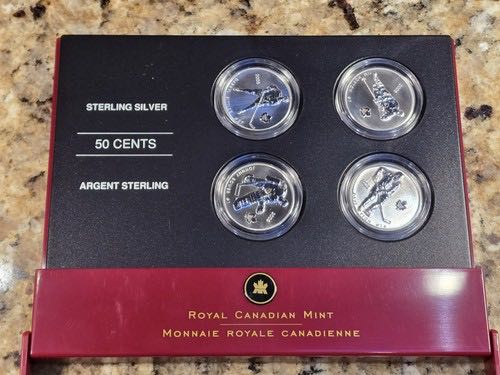 STERLING SILVER
50 CENTS
ARGENT STERLING
ROYAL CANADIAN MINT
MONNAIE ROYALE CANADIENNE